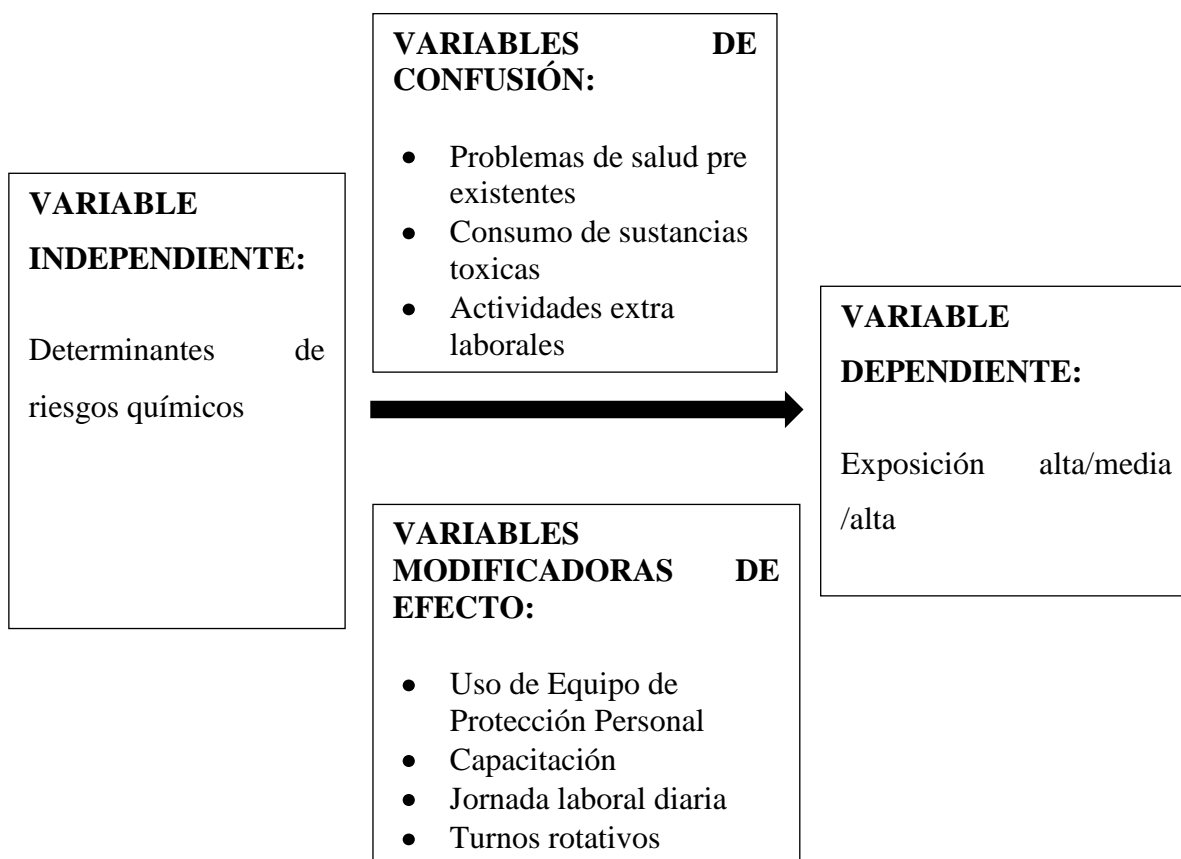 VARIABLES DE
CONFUSIÓN:
• Problemas de salud pre
existentes
• Consumo de sustancias
toxicas
• Actividades extra
laborales
VARIABLE
INDEPENDIENTE:
Determinantes de
riesgos químicos
VARIABLE
DEPENDIENTE:
Exposición alta/media
/alta
VARIABLES
MODIFICADORAS DE
EFECTO:
• Uso de Equipo de
Protección Personal
• Capacitación
• Jornada laboral diaria
• Turnos rotativos